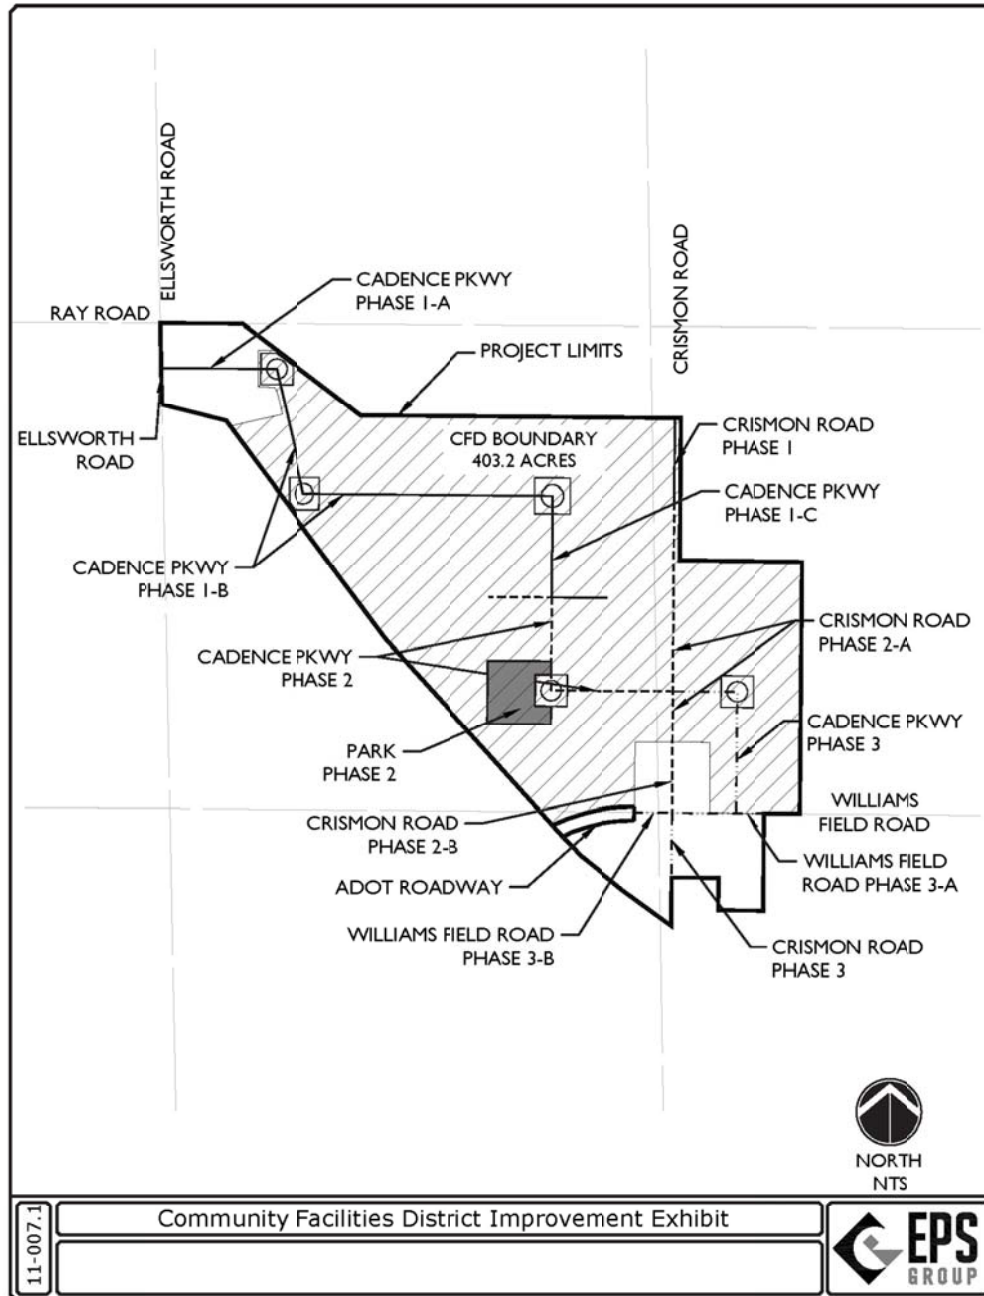 ELLSWORTH ROAD
CRISMON ROAD
CADENCE PKWY
PHASE 1-A
RAY ROAD
PROJECT LIMITS
ELLSWORTH
ROAD
CFD BOUNDARY
403.2 ACRES
CRISMON ROAD
PHASE 1
CADENCE PKWY
PHASE 1-C
CADENCE PKWY
PHASE 1-B
CRISMON ROAD
PHASE 2-A
CADENCE PKWY
PHASE 2
CADENCE PKWY
PHASE 3
PARK
PHASE 2
WILLIAMS
FIELD ROAD
CRISMON ROAD
PHASE 2-B
WILLIAMS FIELD
ROAD PHASE 3-A
ADOT ROADWAY
WILLIAMS FIELD ROAD
PHASE 3-B
CRISMON ROAD
PHASE 3
NORTH
NTS
11-007.1
Community Facilities District Improvement Exhibit
EPS
GROUP